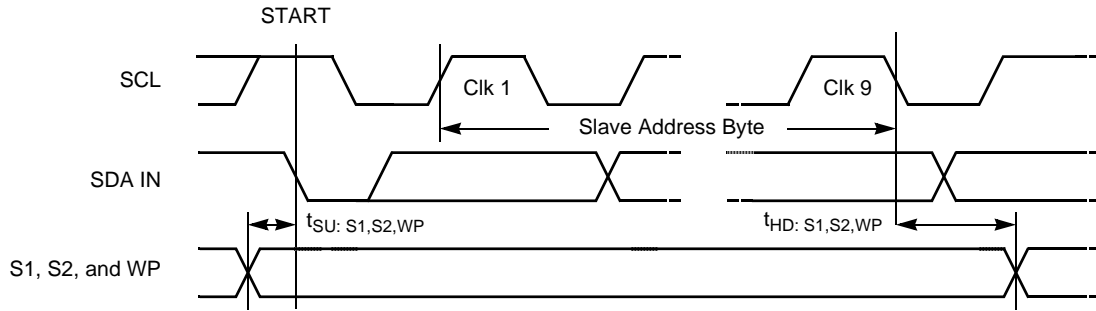 START
SCL
Clk 1
Clk 9
Slave Address Byte
SDA IN
tSU: S1,S2,WP
tHD: S1,S2,WP
S1, S2, and WP